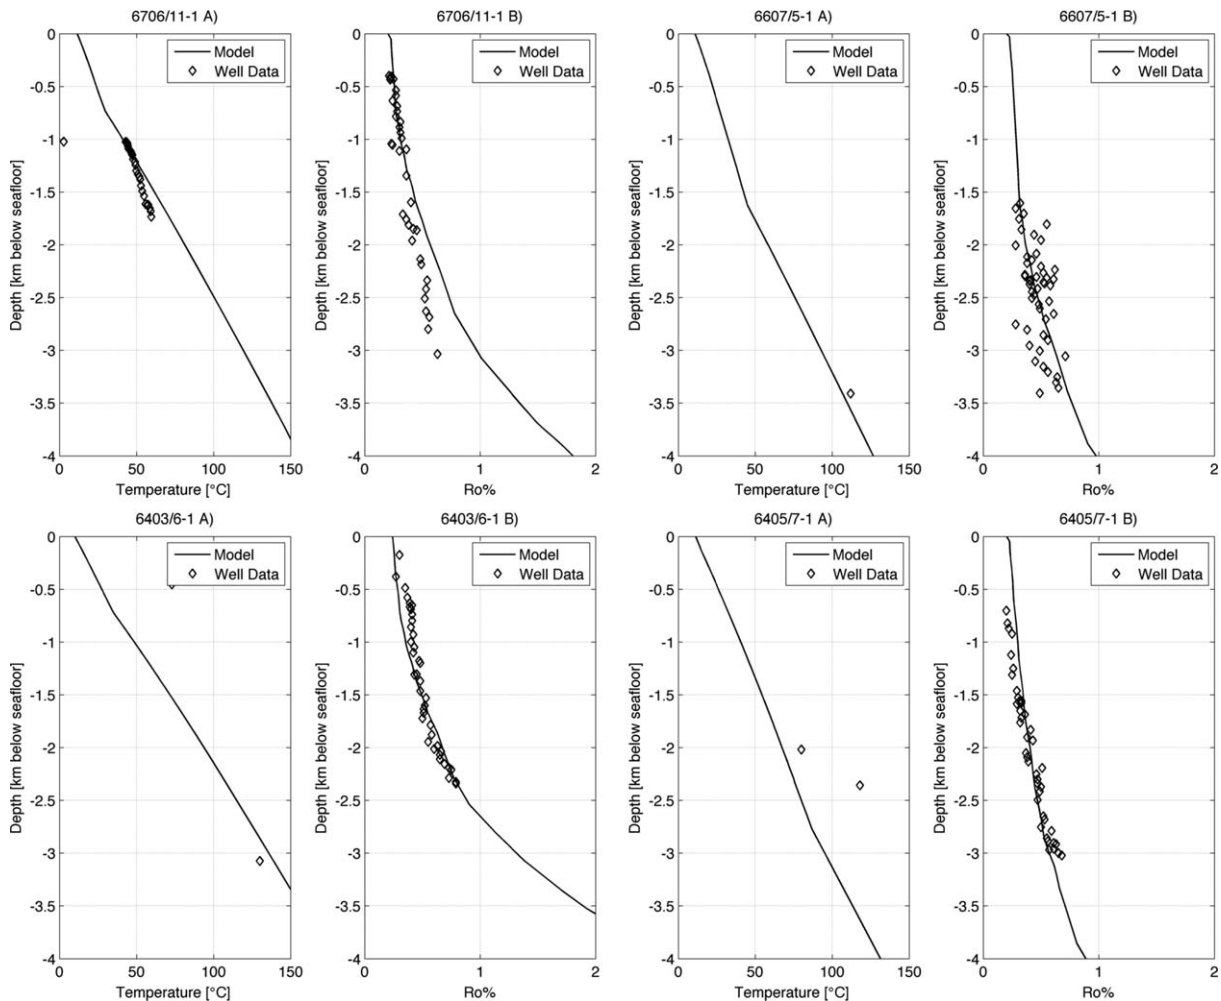 6706/11-1 A)
0
-0.5
-1
-1.5
-2
-2.5
-3
-3.5
-4
0 50 100 150
Depth [km below seafloor]
Temperature [°C]
Model
Well Data
6706/11-1 B)
0
-0.5
-1
-1.5
-2
-2.5
-3
-3.5
-4
0 1 2
Depth [km below seafloor]
Ro%
Model
Well Data
6607/5-1 A)
0
-0.5
-1
-1.5
-2
-2.5
-3
-3.5
-4
0 50 100 150
Depth [km below seafloor]
Temperature [°C]
Model
Well Data
6607/5-1 B)
0
-0.5
-1
-1.5
-2
-2.5
-3
-3.5
-4
0 1 2
Depth [km below seafloor]
Ro%
Model
Well Data
6403/6-1 A)
0
-0.5
-1
-1.5
-2
-2.5
-3
-3.5
-4
0 50 100 150
Depth [km below seafloor]
Temperature [°C]
Model
Well Data
6403/6-1 B)
0
-0.5
-1
-1.5
-2
-2.5
-3
-3.5
-4
0 1 2
Depth [km below seafloor]
Ro%
Model
Well Data
6405/7-1 A)
0
-0.5
-1
-1.5
-2
-2.5
-3
-3.5
-4
0 50 100 150
Depth [km below seafloor]
Temperature [°C]
Model
Well Data
6405/7-1 B)
0
-0.5
-1
-1.5
-2
-2.5
-3
-3.5
-4
0 1 2
Depth [km below seafloor]
Ro%
Model
Well Data